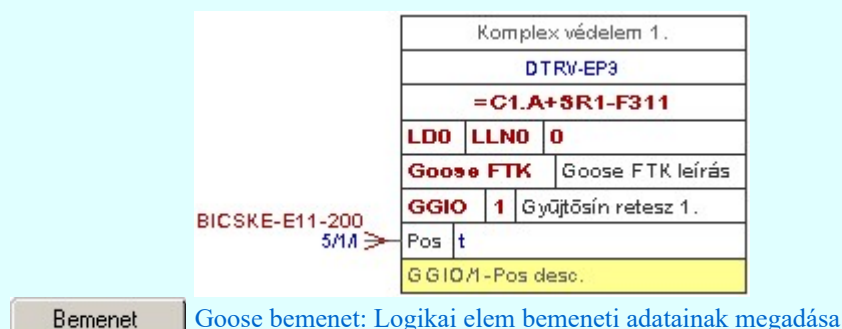 Komplex védelem 1.
DTRV-EP3
=C1.A+SR1-F311
LD0 LLN0 0
Goose FTK Goose FTK leírás
GGIO 1 Gyűjtősín retesz 1.
BICSKE-E11-200
5/1/I Pos t
GGIO/1-Pos desc.
Bemenet Goose bemenet: Logikai elem bemeneti adatainak megadása